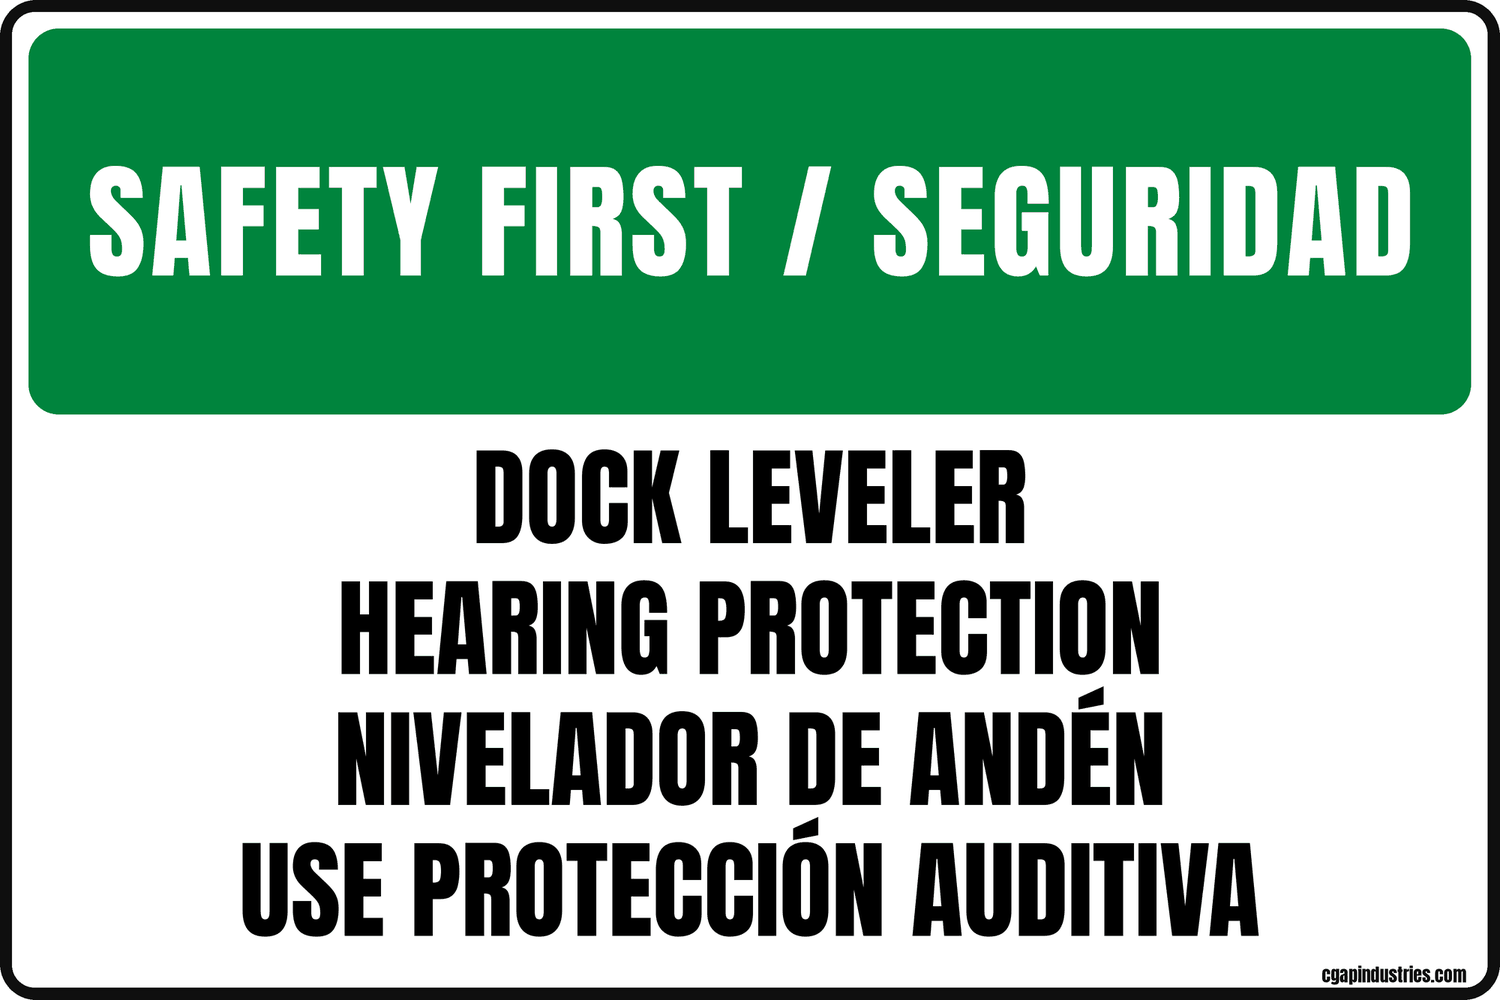 SAFETY FIRST / SEGURIDAD
DOCK LEVELER
HEARING PROTECTION
NIVELADOR DE ANDÉN
USE PROTECCIÓN AUDITIVA
cgapindustries.com